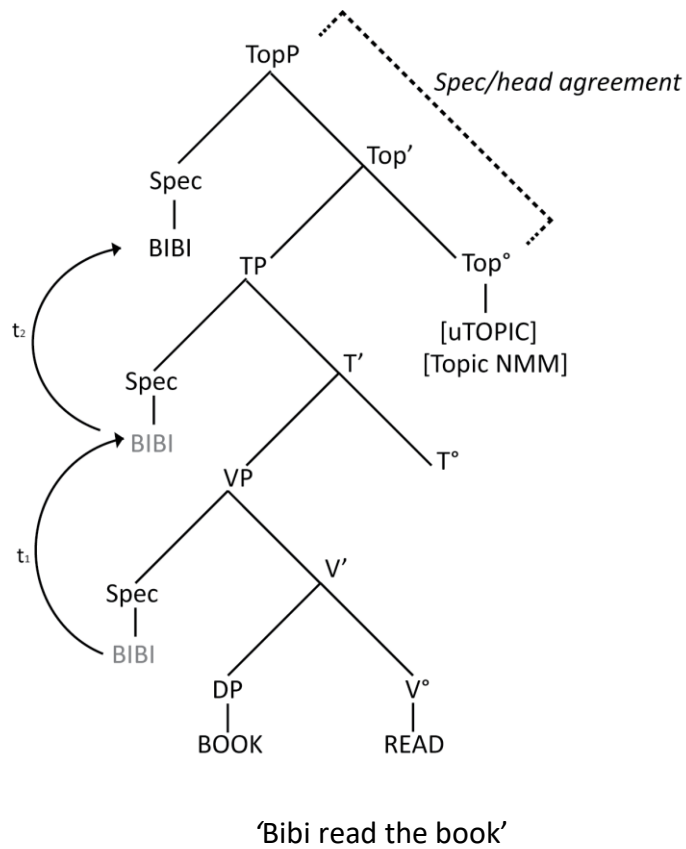 TopP
Spec/head agreement
Top’
Spec
BIBI
TP
Top°
[uTOPIC]
[Topic NMM]
t₂
Spec
T’
BIBI
T°
VP
t₁
Spec
V’
BIBI
DP
V°
BOOK
READ
‘Bibi read the book’